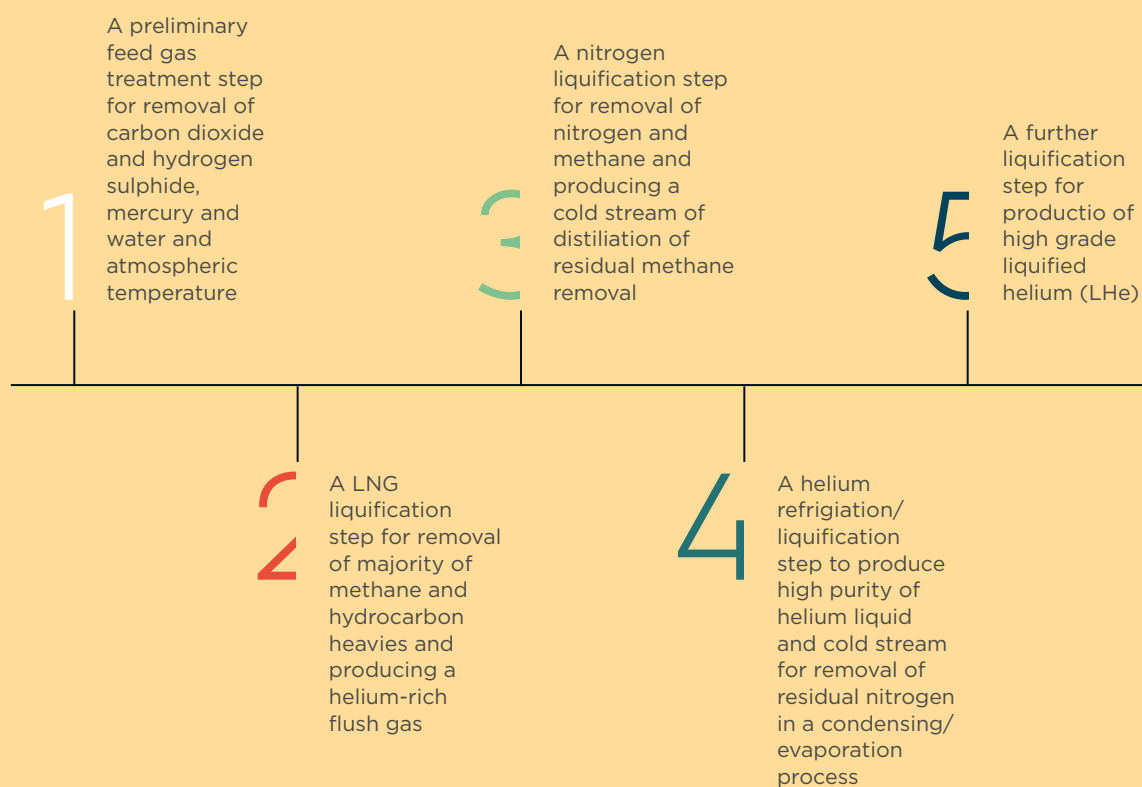 1
A preliminary
feed gas
treatment step
for removal of
carbon dioxide
and hydrogen
sulphide,
mercury and
water and
atmospheric
temperature
2
A LNG
liquification
step for removal
of majority of
methane and
hydrocarbon
heavies and
producing a
helium-rich
flush gas
3
A nitrogen
liquification step
for removal of
nitrogen and
methane and
producing a
cold stream of
distiliation of
residual methane
removal
4
A helium
refrigiation/
liquification
step to produce
high purity of
helium liquid
and cold stream
for removal of
residual nitrogen
in a condensing/
evaporation
process
5
A further
liquification
step for
productio of
high grade
liquified
helium (LHe)